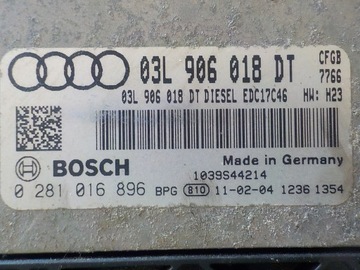 03L 906 018 DT CFGB
7766
03L 906 018 DT DIESEL EDC17C46 HW: H23
BOSCH
Made in Germany
1039S44214
0 281 016 896 BPG B10 11-02-04 1236 1354